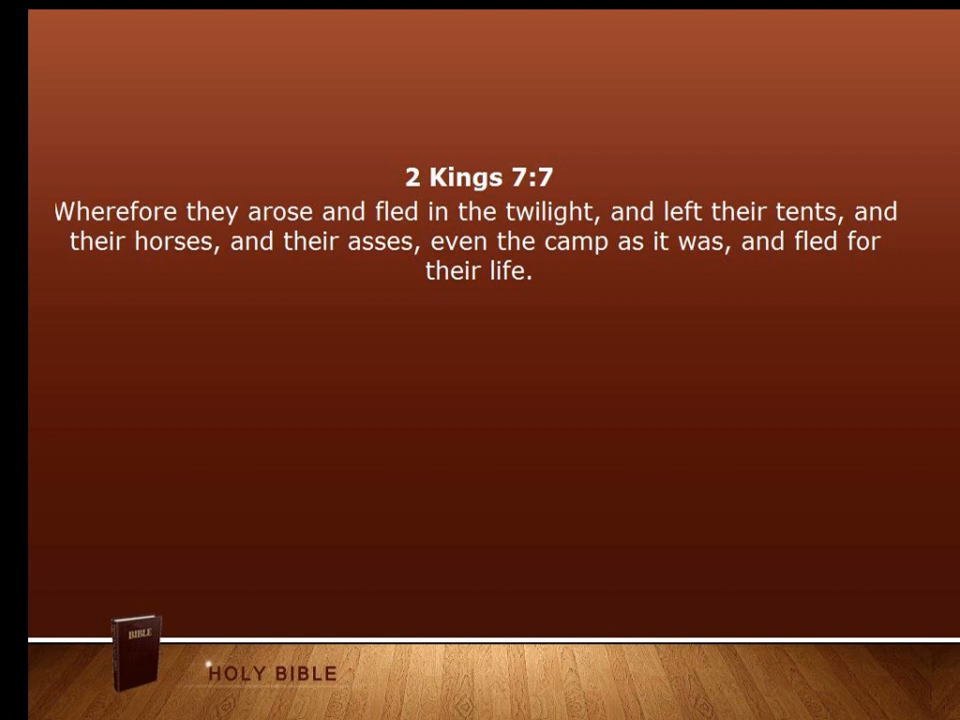 2 Kings 7:7
Wherefore they arose and fled in the twilight, and left their tents, and
their horses, and their asses, even the camp as it was, and fled for
their life.
BIBLE
HOLY BIBLE